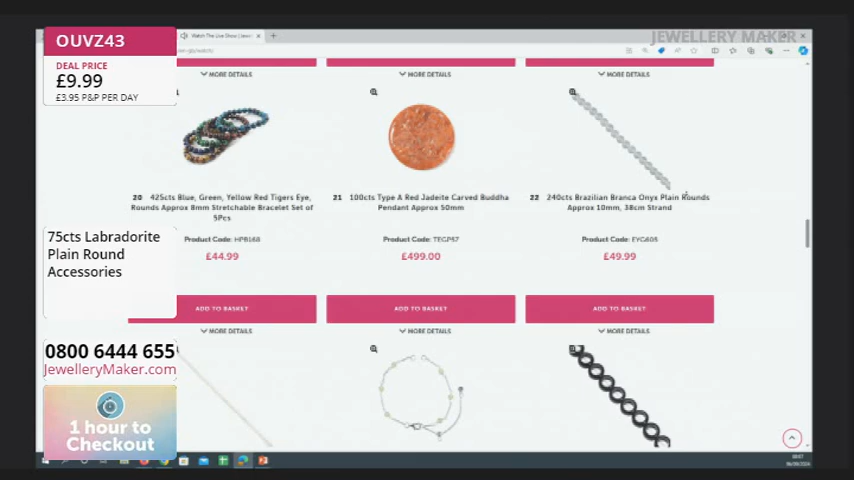 OUVZ43
DEAL PRICE
£9.99
£3.95 P&P PER DAY
JEWELLERY MAKER
Watch The Live Show
MORE DETAILS
MORE DETAILS
MORE DETAILS
20 425cts Blue, Green, Yellow Red Tigers Eye,
Rounds Approx 8mm Stretchable Bracelet Set of
5Pcs
21 100cts Type A Red Jadeite Carved Buddha
Pendant Approx 50mm
22 240cts Brazilian Branca Onyx Plain Rounds
Approx 10mm, 38cm Strand
75cts Labradorite
Plain Round
Accessories
Product Code:
£44.99
Product Code:
£499.00
Product Code:
£49.99
ADD TO BASKET
ADD TO BASKET
ADD TO BASKET
MORE DETAILS
MORE DETAILS
MORE DETAILS
0800 6444 655
JewelleryMaker.com
1 hour to
Checkout